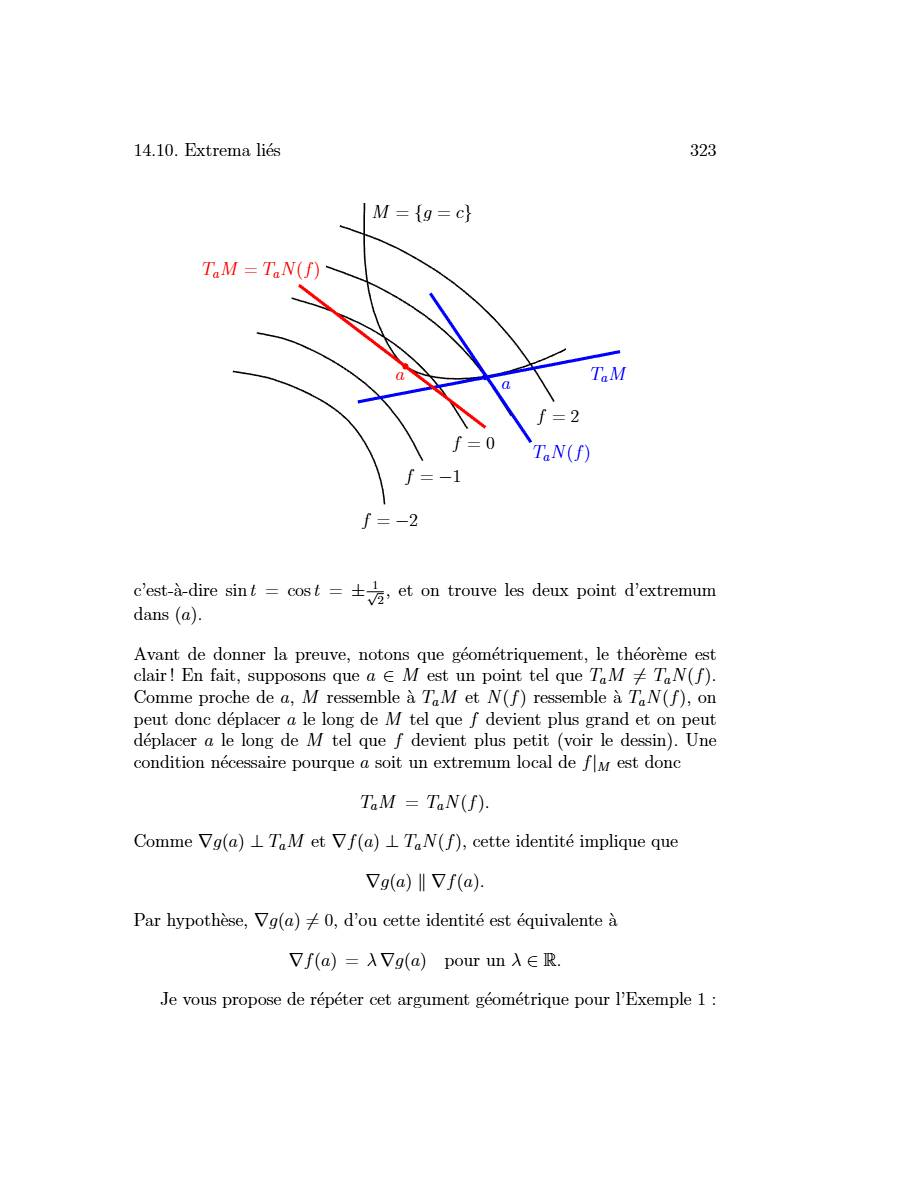 14.10. Extrema liés 323
M = {g = c}
TₐM = TₐN(f)
a
a
TₐM
f = 2
f = 0
TₐN(f)
f = −1
f = −2
c'est-à-dire sin t = cos t = ±1/√2, et on trouve les deux point d'extremum
dans (a).
Avant de donner la preuve, notons que géométriquement, le théorème est
clair ! En fait, supposons que a ∈ M est un point tel que TₐM ≠ TₐN(f).
Comme proche de a, M ressemble à TₐM et N(f) ressemble à TₐN(f), on
peut donc déplacer a le long de M tel que f devient plus grand et on peut
déplacer a le long de M tel que f devient plus petit (voir le dessin). Une
condition nécessaire pourque a soit un extremum local de f|M est donc
TₐM = TₐN(f).
Comme ∇g(a) ⊥ TₐM et ∇f(a) ⊥ TₐN(f), cette identité implique que
∇g(a) ∥ ∇f(a).
Par hypothèse, ∇g(a) ≠ 0, d'ou cette identité est équivalente à
∇f(a) = λ ∇g(a) pour un λ ∈ ℝ.
Je vous propose de répéter cet argument géométrique pour l'Exemple 1 :